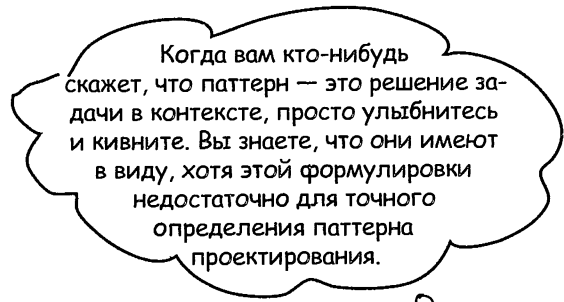 Когда вам кто-нибудь
скажет, что паттерн — это решение за-
дачи в контексте, просто улыбнитесь
и кивните. Вы знаете, что они имеют
в виду, хотя этой формулировки
недостаточно для точного
определения паттерна
проектирования.